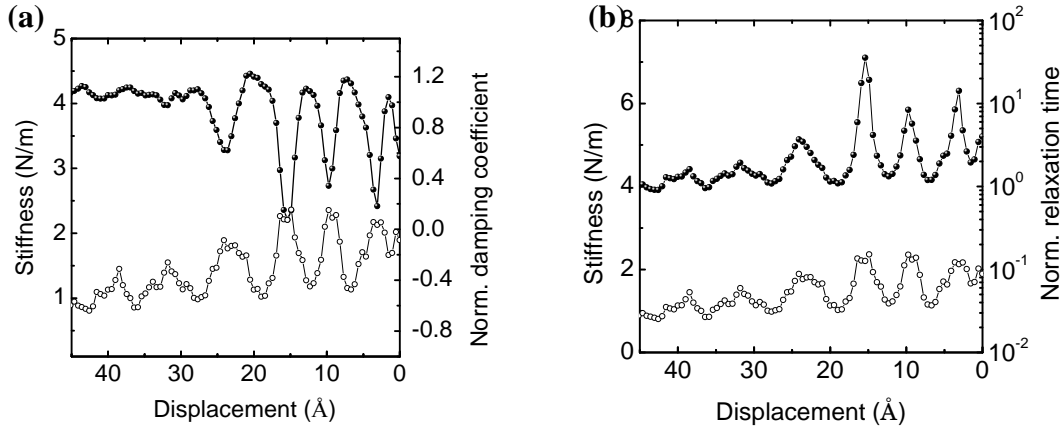 (a)
5
4
3
2
1
Stiffness (N/m)
1.2
0.8
0.4
0.0
-0.4
-0.8
Norm. damping coefficient
40 30 20 10 0
Displacement (Å)
(b)
8
6
4
2
0
Stiffness (N/m)
10²
10¹
10⁰
10⁻¹
10⁻²
Norm. relaxation time
40 30 20 10 0
Displacement (Å)